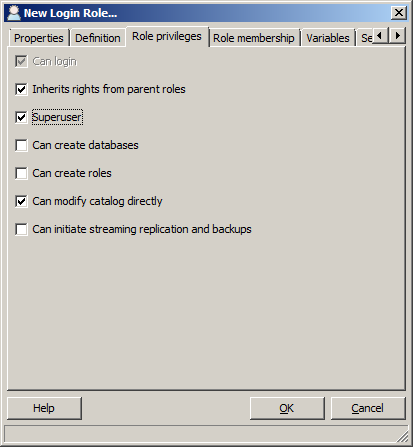 New Login Role...
Properties Definition Role privileges Role membership Variables Se
Can login
Inherits rights from parent roles
Superuser
Can create databases
Can create roles
Can modify catalog directly
Can initiate streaming replication and backups
Help OK Cancel